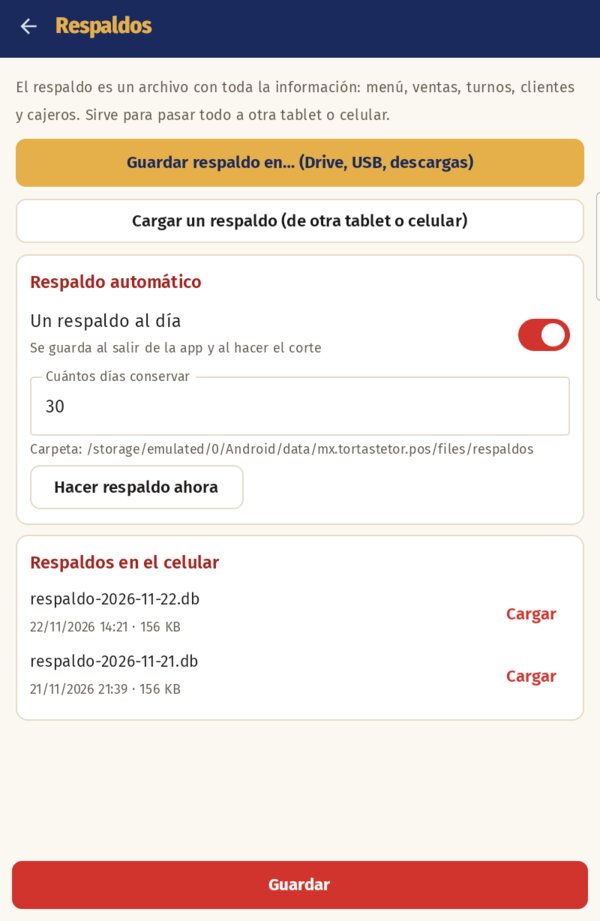 Respaldos
El respaldo es un archivo con toda la información: menú, ventas, turnos, clientes
y cajeros. Sirve para pasar todo a otra tablet o celular.
Guardar respaldo en... (Drive, USB, descargas)
Cargar un respaldo (de otra tablet o celular)
Respaldo automático
Un respaldo al día
Se guarda al salir de la app y al hacer el corte
Cuántos días conservar
30
Carpeta: /storage/emulated/0/Android/data/mx.tortastetor.pos/files/respaldos
Hacer respaldo ahora
Respaldos en el celular
respaldo-2026-11-22.db
22/11/2026 14:21 · 156 KB
Cargar
respaldo-2026-11-21.db
21/11/2026 21:39 · 156 KB
Cargar
Guardar